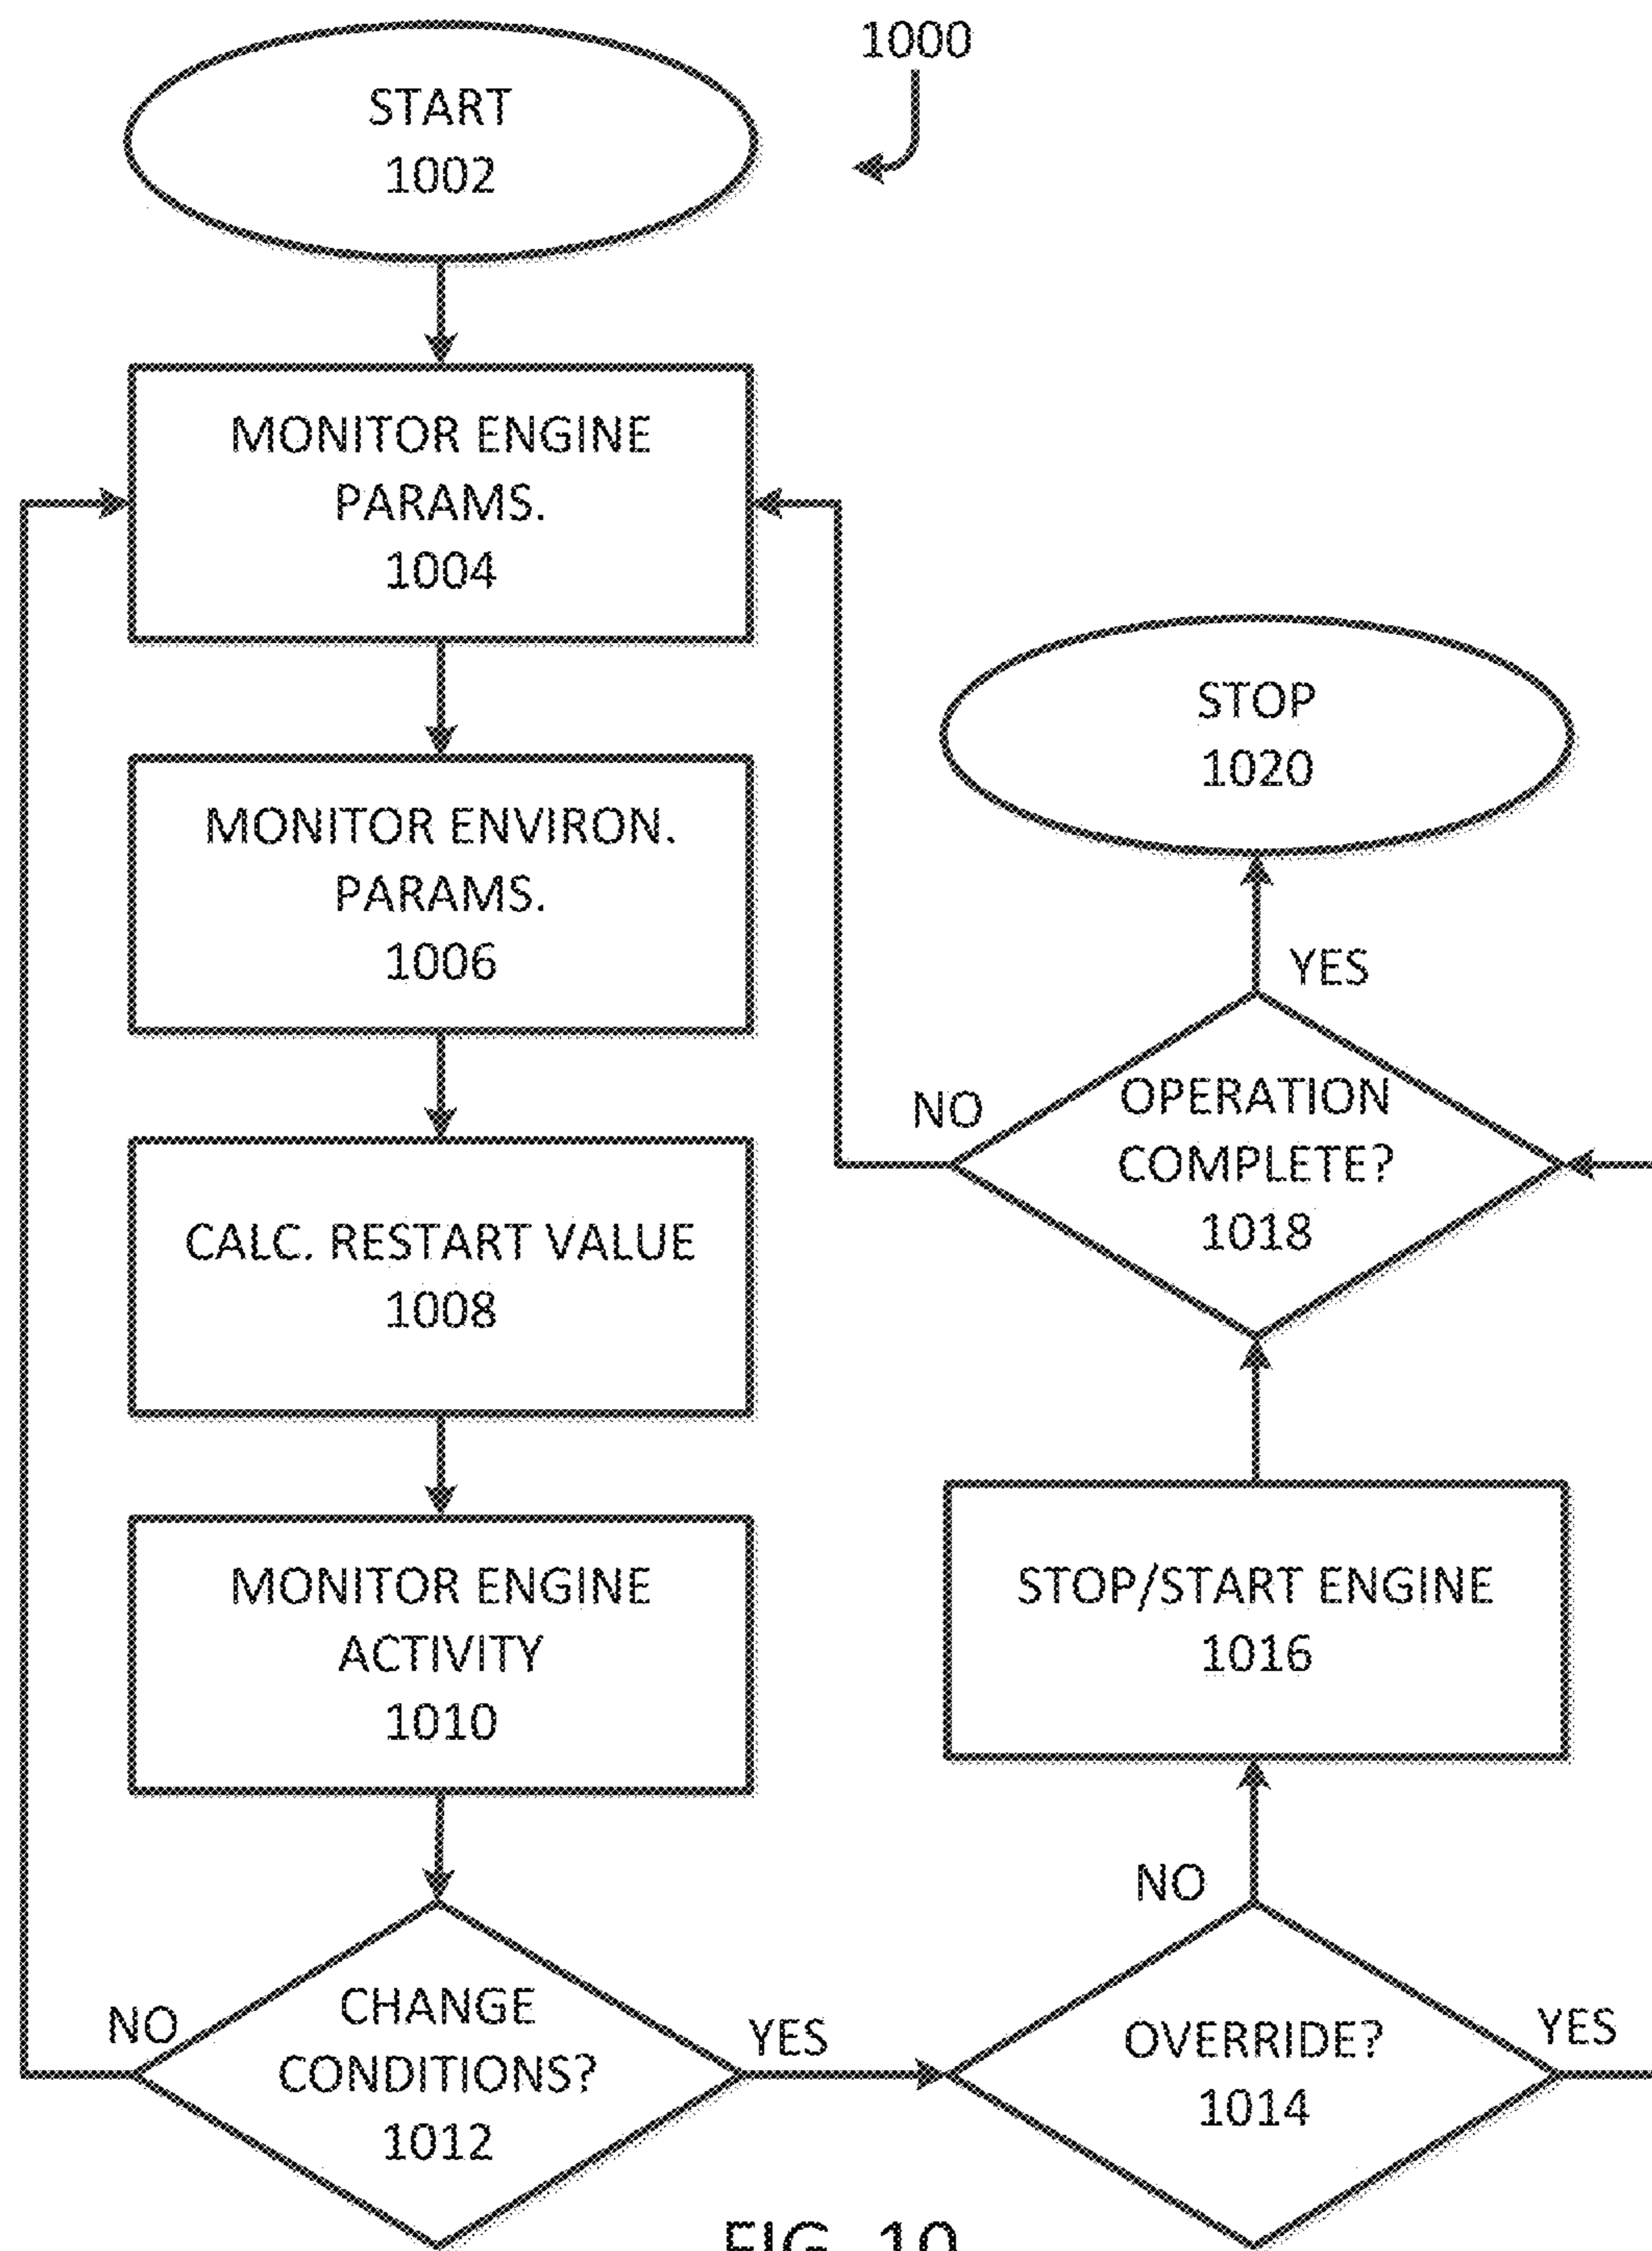 1000
START
1002
MONITOR ENGINE
PARAMS.
1004
MONITOR ENVIRON.
PARAMS.
1006
CALC. RESTART VALUE
1008
MONITOR ENGINE
ACTIVITY
1010
CHANGE
CONDITIONS?
1012
NO
YES
OVERRIDE?
1014
NO
YES
STOP/START ENGINE
1016
OPERATION
COMPLETE?
1018
NO
YES
STOP
1020
FIG. 10